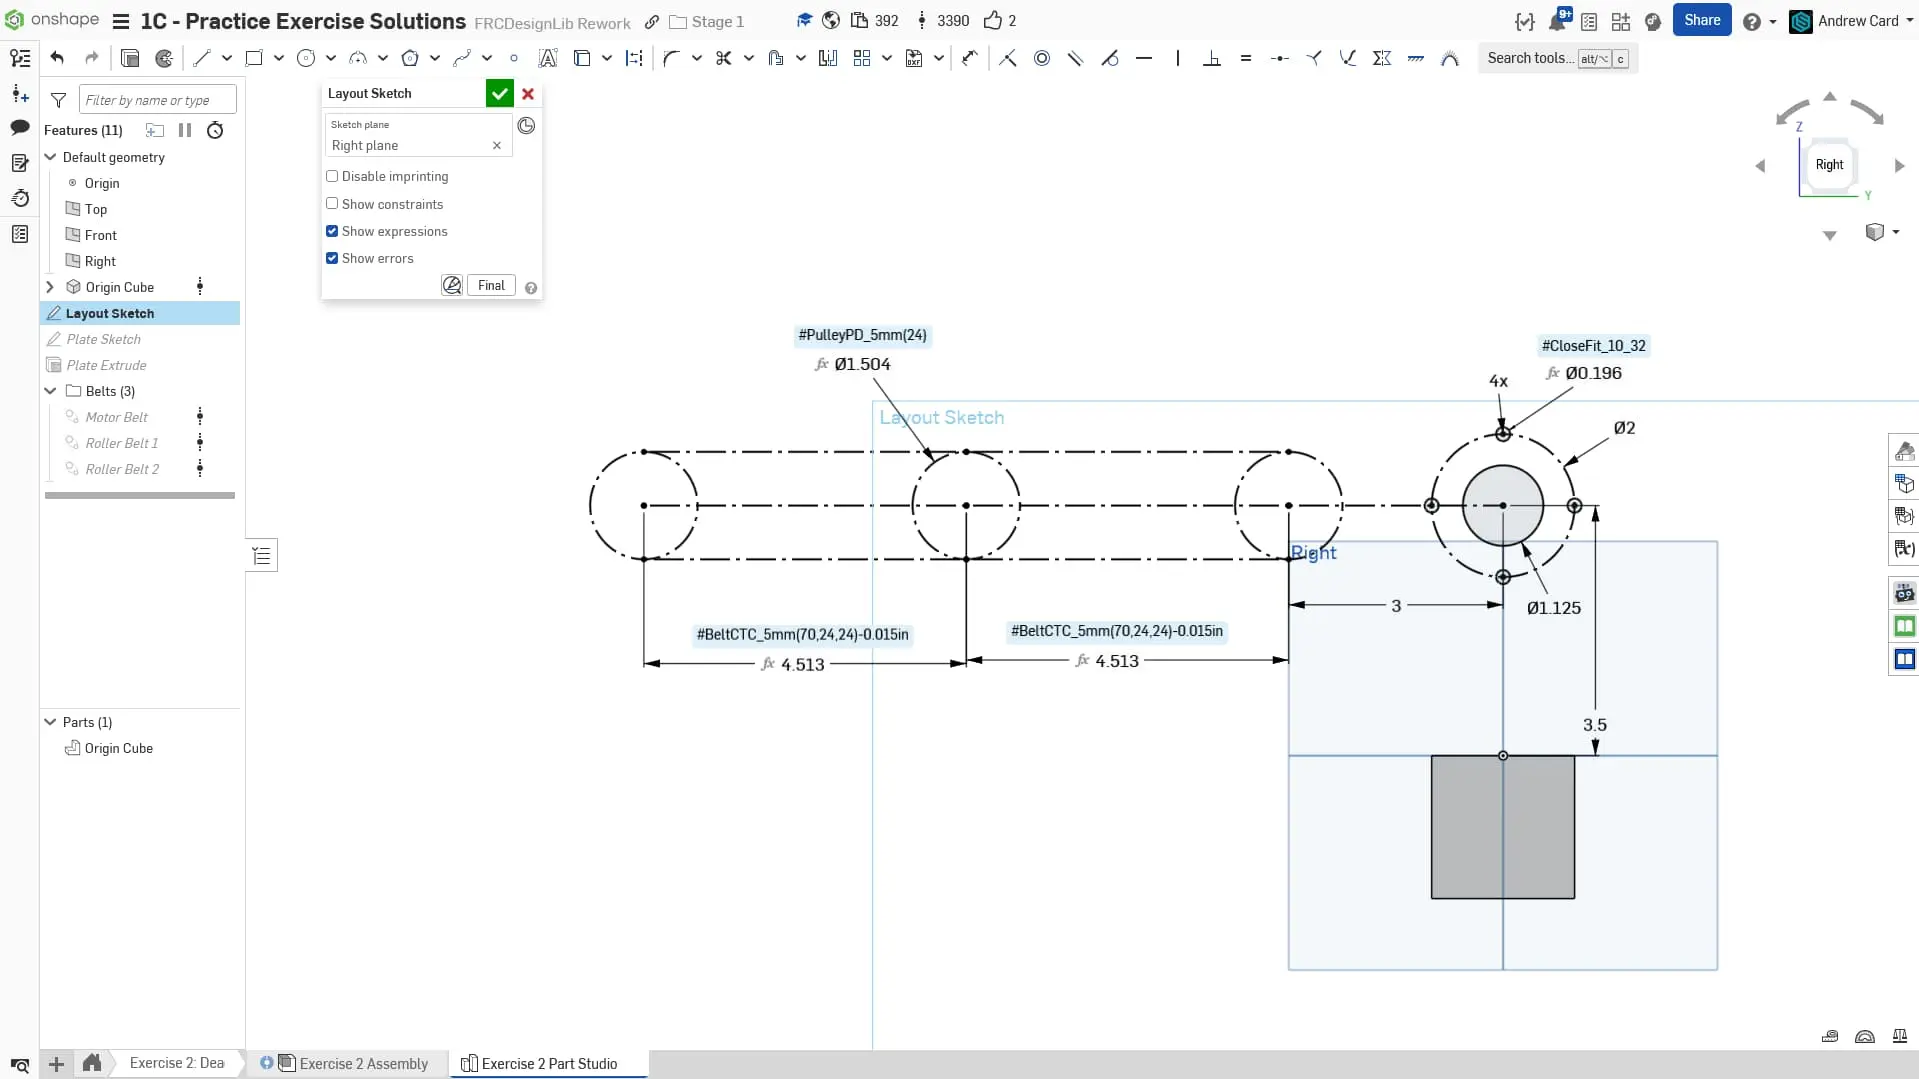 onshape 1C - Practice Exercise Solutions FRCDesignLib Rework Stage 1 392 3390 2 9+ Share Andrew Card
Search tools... alt/⌥ c
Filter by name or type
Features (11)
Default geometry
Origin
Top
Front
Right
Origin Cube
Layout Sketch
Plate Sketch
Plate Extrude
Belts (3)
Motor Belt
Roller Belt 1
Roller Belt 2
Parts (1)
Origin Cube
Layout Sketch
Sketch plane
Right plane
Disable imprinting
Show constraints
Show expressions
Show errors
Final
Z
Right
Y
#PulleyPD_5mm(24)
fx Ø1.504
#CloseFit_10_32
fx Ø0.196
4x
Ø2
Layout Sketch
Right
3
Ø1.125
#BeltCTC_5mm(70,24,24)-0.015in
fx 4.513
#BeltCTC_5mm(70,24,24)-0.015in
fx 4.513
3.5
(x)
Exercise 2: Dea
Exercise 2 Assembly
Exercise 2 Part Studio